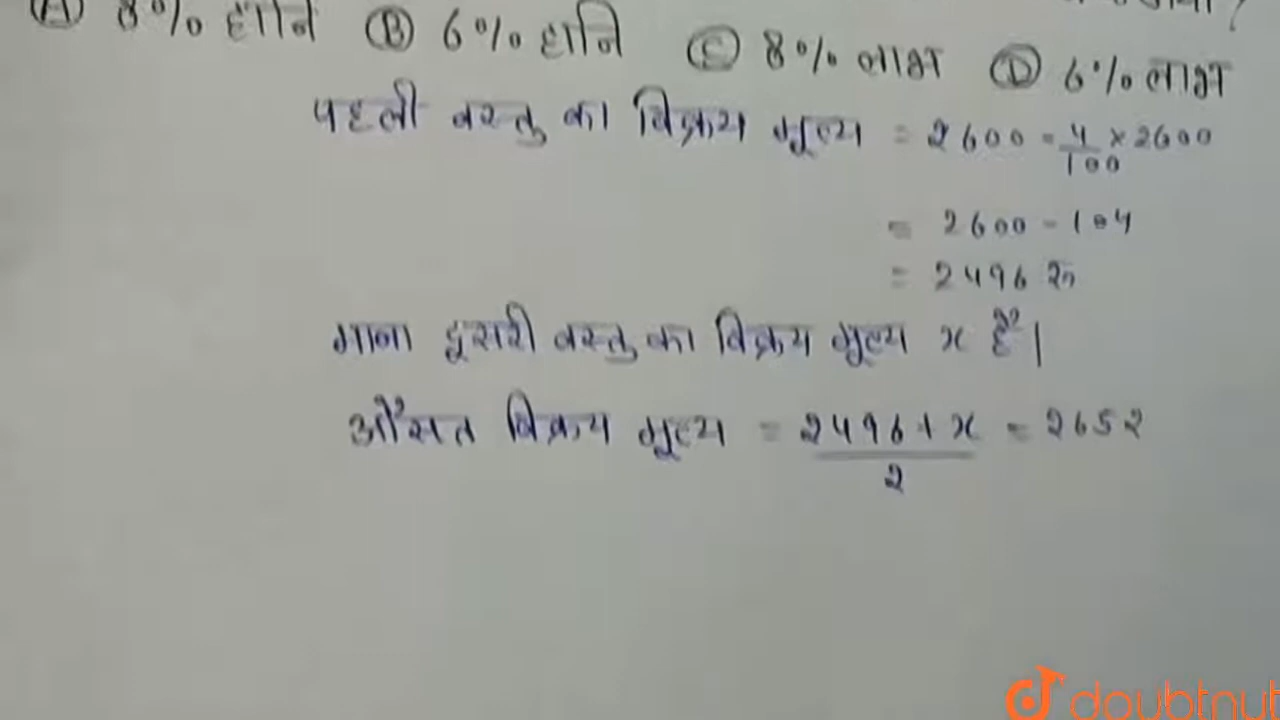 (A) 8% हानि (B) 6% हानि (C) 8% लाभ (D) 6% लाभ
पहली वस्तु का विक्रय मूल्य = 2600 - 4/100 × 2600
= 2600 - 104
= 2496 रू
माना दूसरी वस्तु का विक्रय मूल्य x है।
औसत विक्रय मूल्य = 2496 + x / 2 = 2652
doubtnut